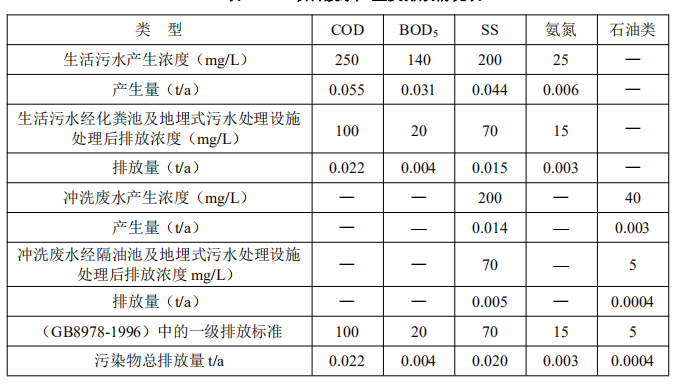 类 型 COD BOD₅ SS 氨氮 石油类
生活污水产生浓度（mg/L） 250 140 200 25 —
产生量（t/a） 0.055 0.031 0.044 0.006 —
生活污水经化粪池及地埋式污水处理设施
处理后排放浓度（mg/L） 100 20 70 15 —
排放量（t/a） 0.022 0.004 0.015 0.003 —
冲洗废水产生浓度（mg/L） — — 200 — 40
产生量（t/a） — — 0.014 — 0.003
冲洗废水经隔油池及地埋式污水处理设施
处理后排放浓度 mg/L） — — 70 — 5
排放量（t/a） — — 0.005 — 0.0004
（GB8978-1996）中的一级排放标准 100 20 70 15 5
污染物总排放量 t/a 0.022 0.004 0.020 0.003 0.0004